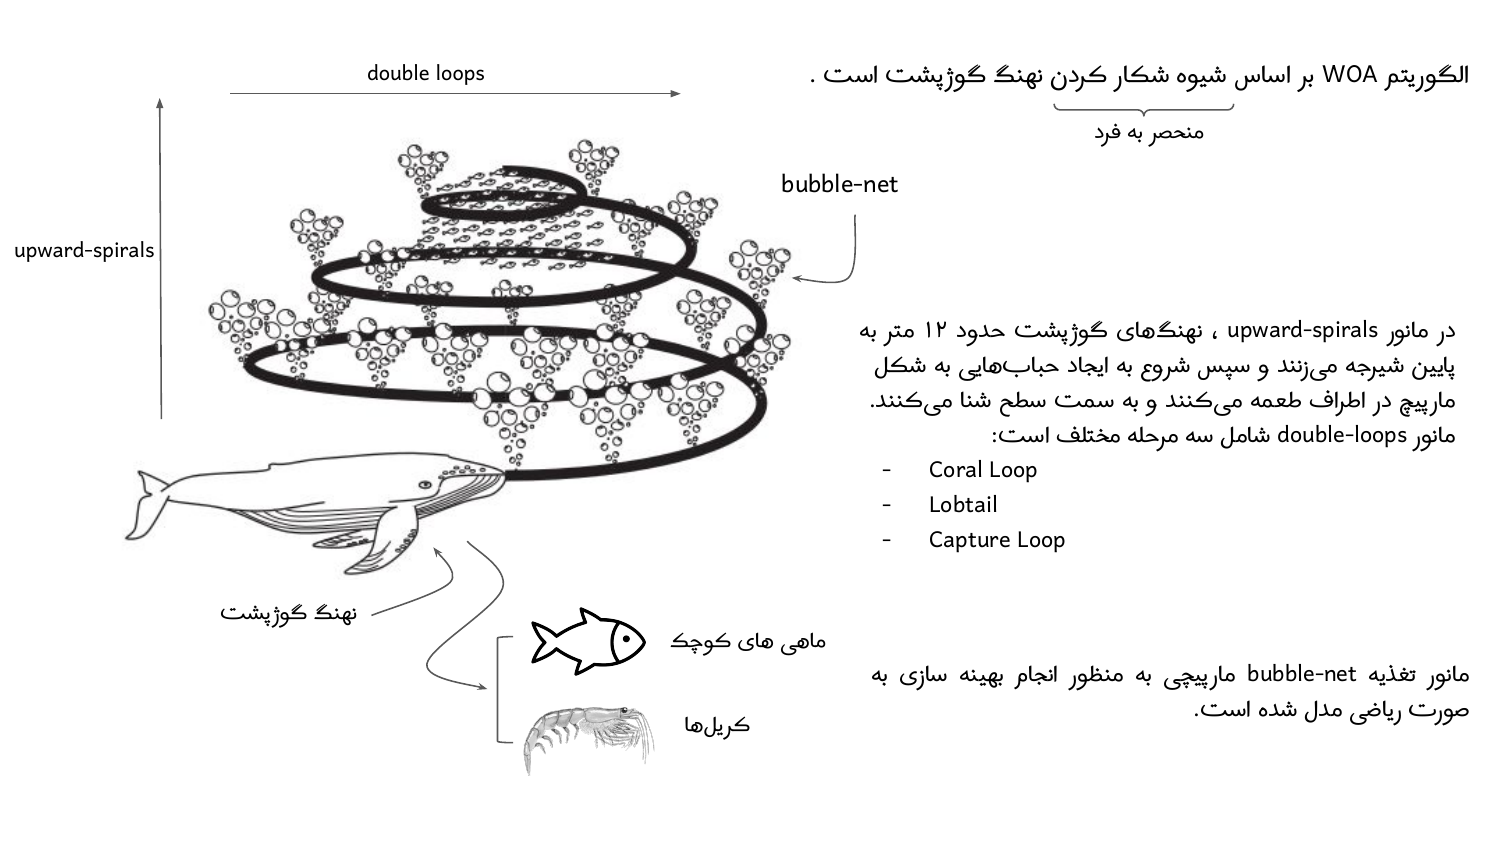 double loops
الگوریتم WOA بر اساس شیوه شکار کردن نهنگ گوژپشت است .
منحصر به فرد
bubble-net
upward-spirals
در مانور upward-spirals ، نهنگ‌های گوژپشت حدود ۱۲ متر به
پایین شیرجه می‌زنند و سپس شروع به ایجاد حباب‌هایی به شکل
مارپیچ در اطراف طعمه می‌کنند و به سمت سطح شنا می‌کنند.
مانور double-loops شامل سه مرحله مختلف است:
- Coral Loop
- Lobtail
- Capture Loop
نهنگ گوژپشت
ماهی های کوچک
کریل‌ها
مانور تغذیه bubble-net مارپیچی به منظور انجام بهینه سازی به
صورت ریاضی مدل شده است.